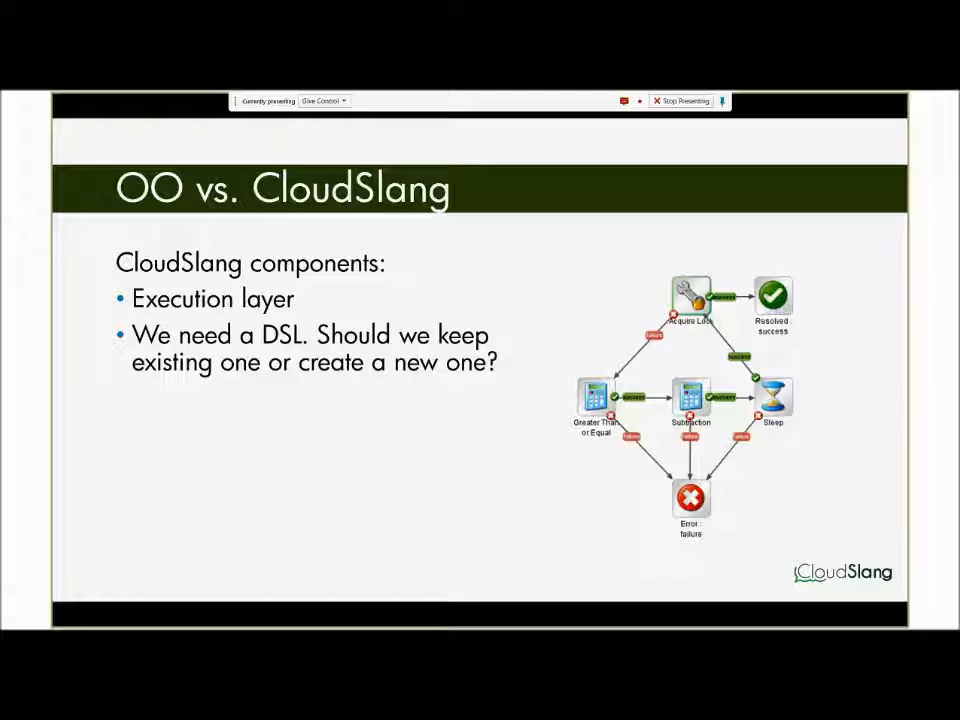 Currently presenting Give Control Stop Presenting
OO vs. CloudSlang
CloudSlang components:
• Execution layer
• We need a DSL. Should we keep
existing one or create a new one?
success
Acquire Lock
Resolved :
success
failure
success
success
success
Greater Than
or Equal
Subtraction
Sleep
failure
failure
failure
Error :
failure
CloudSlang